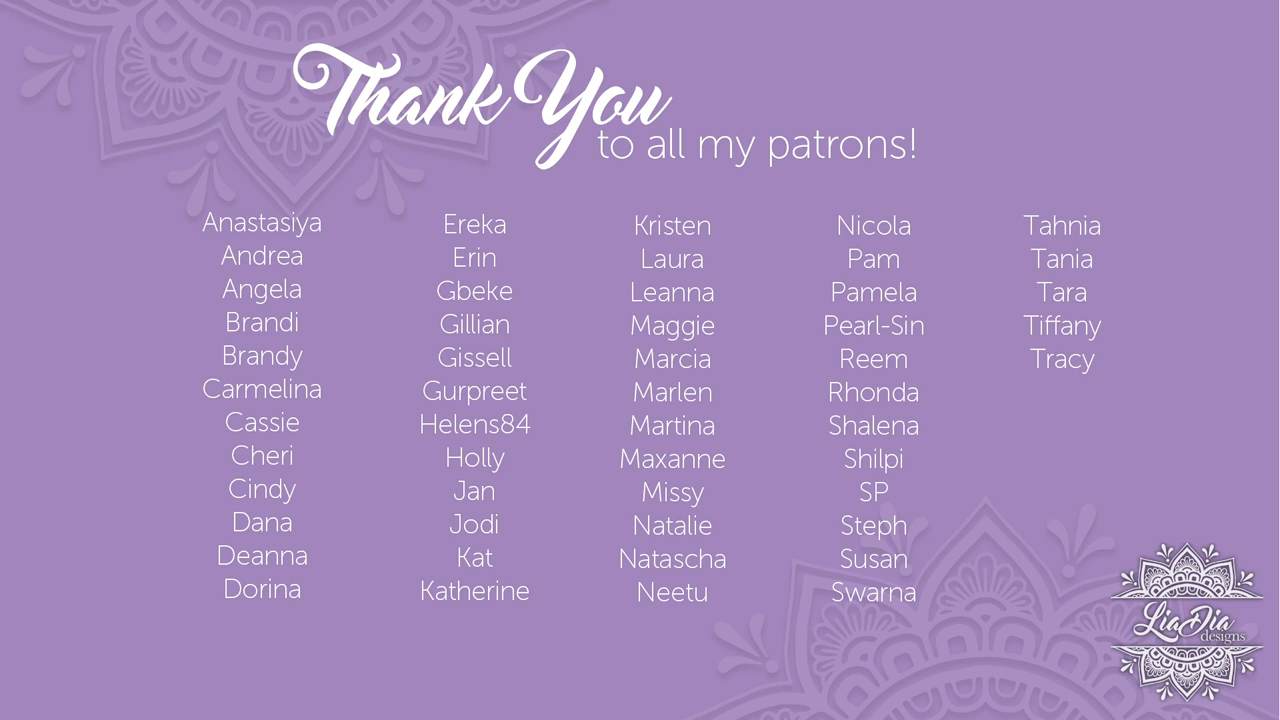 Thank You
to all my patrons!
Anastasiya
Andrea
Angela
Brandi
Brandy
Carmelina
Cassie
Cheri
Cindy
Dana
Deanna
Dorina
Ereka
Erin
Gbeke
Gillian
Gissell
Gurpreet
Helens84
Holly
Jan
Jodi
Kat
Katherine
Kristen
Laura
Leanna
Maggie
Marcia
Marlen
Martina
Maxanne
Missy
Natalie
Natascha
Neetu
Nicola
Pam
Pamela
Pearl-Sin
Reem
Rhonda
Shalena
Shilpi
SP
Steph
Susan
Swarna
Tahnia
Tania
Tara
Tiffany
Tracy
LiaDia
designs